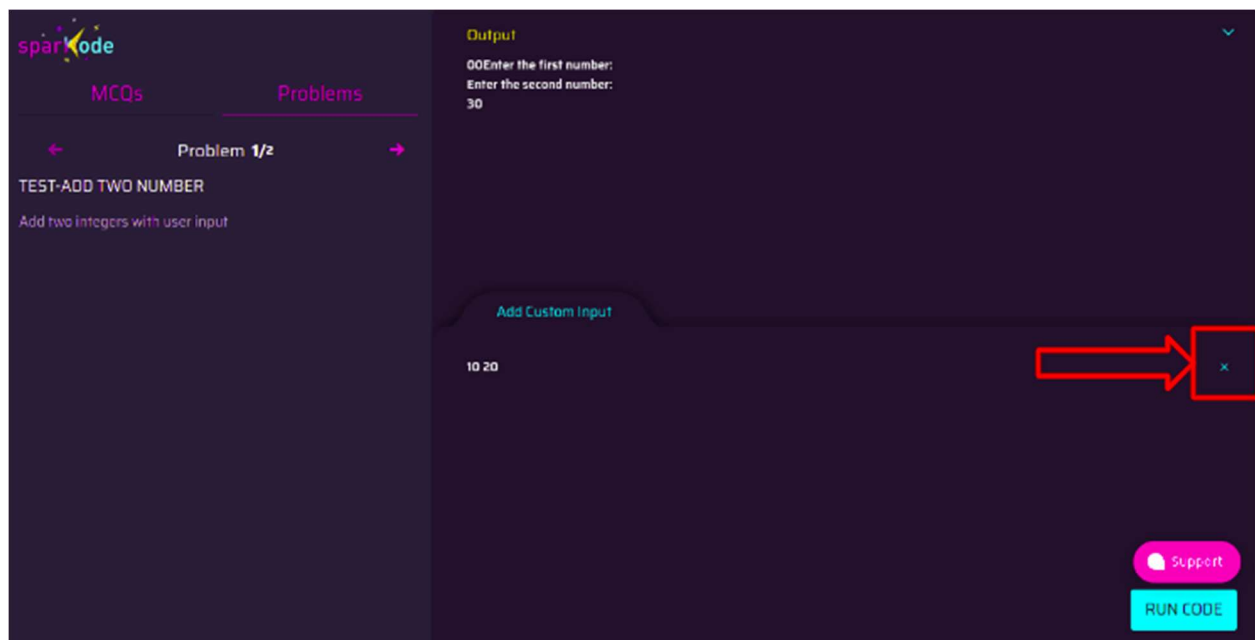 sparkode
MCQs Problems
Problem 1/2
TEST-ADD TWO NUMBER
Add two integers with user input
Output
00Enter the first number:
Enter the second number:
30
Add Custom Input
10 20
Support
RUN CODE